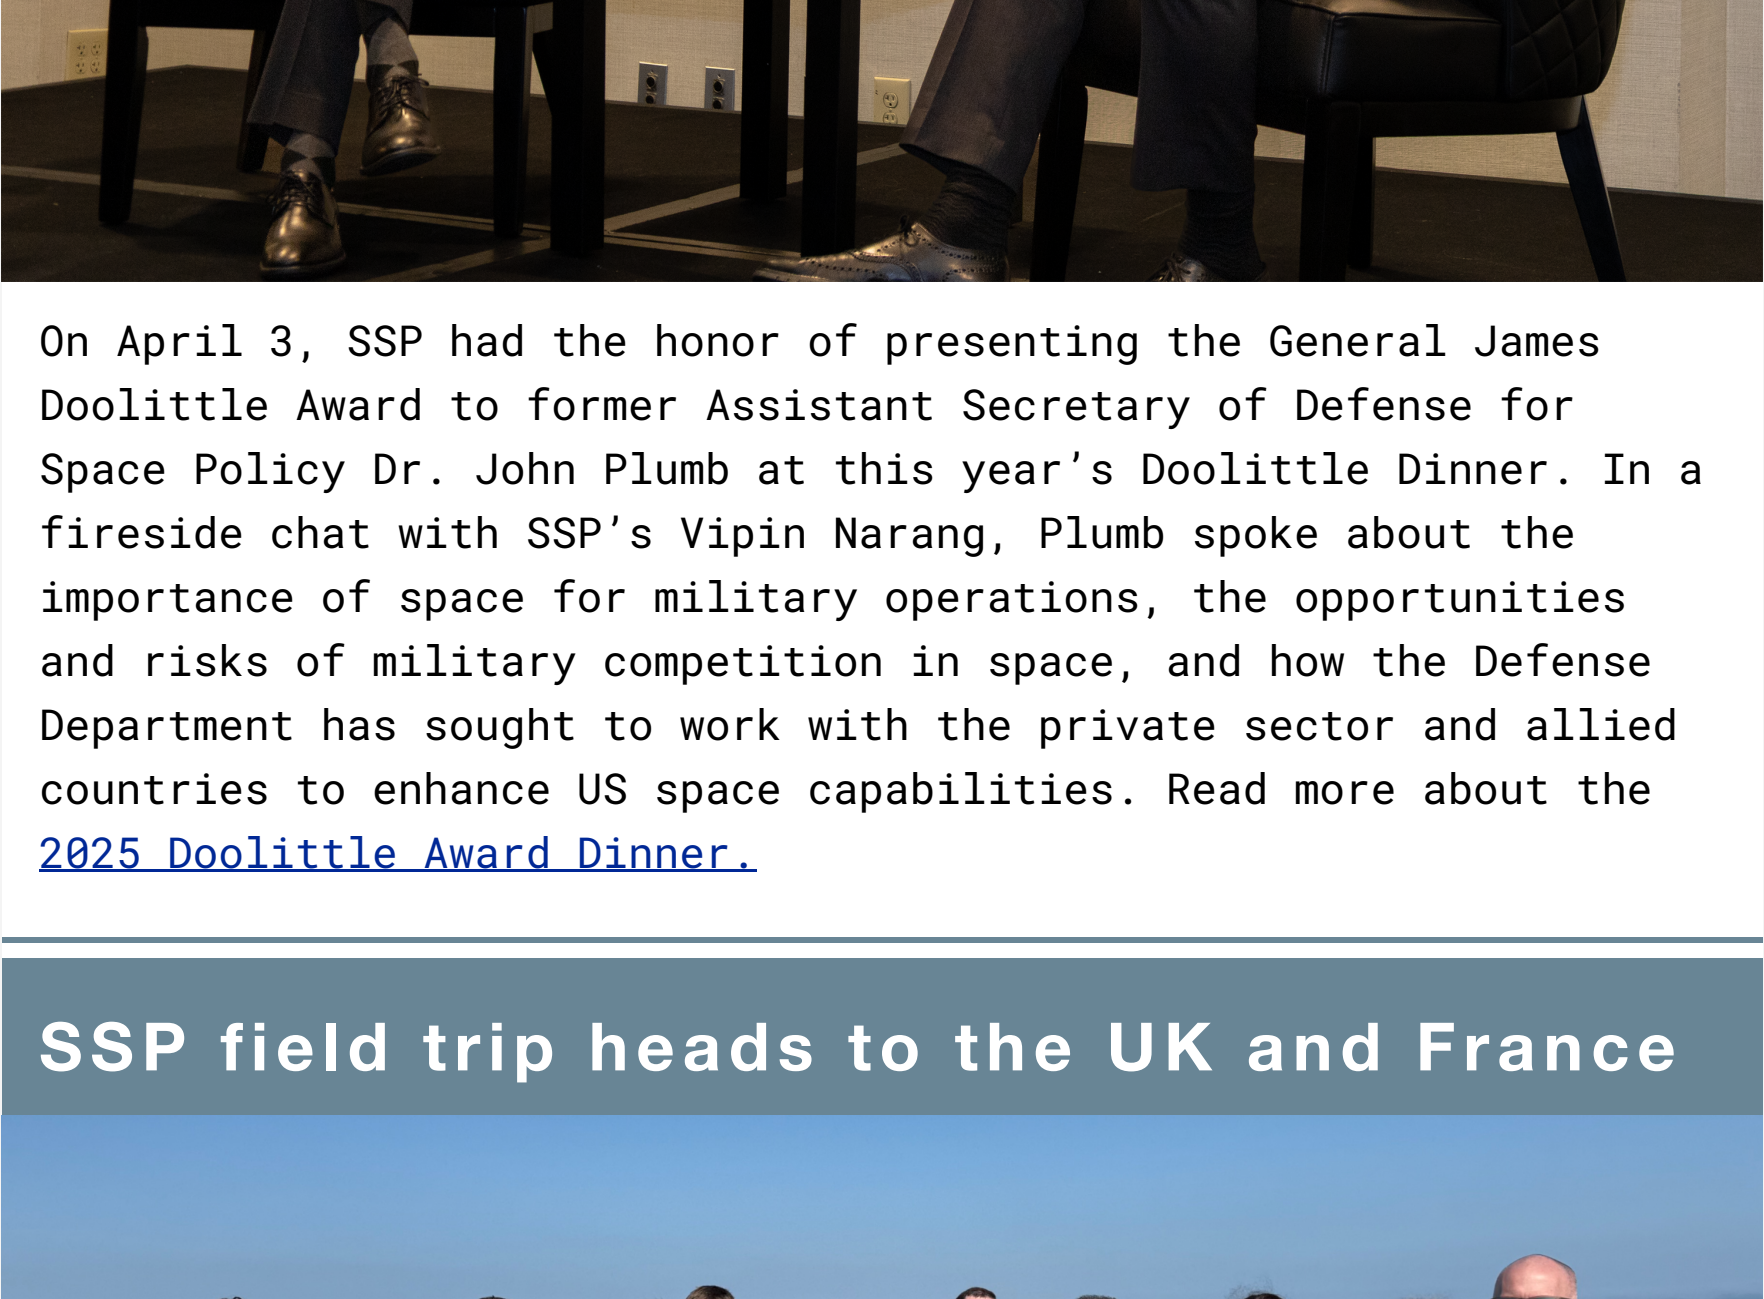 On April 3, SSP had the honor of presenting the General James
Doolittle Award to former Assistant Secretary of Defense for
Space Policy Dr. John Plumb at this year’s Doolittle Dinner. In a
fireside chat with SSP’s Vipin Narang, Plumb spoke about the
importance of space for military operations, the opportunities
and risks of military competition in space, and how the Defense
Department has sought to work with the private sector and allied
countries to enhance US space capabilities. Read more about the
2025 Doolittle Award Dinner.
SSP field trip heads to the UK and France